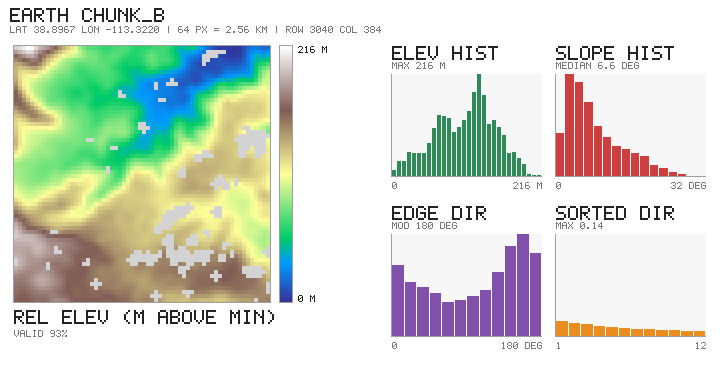 EARTH CHUNK_B
LAT 38.8967 LON -113.3220 | 64 PX = 2.56 KM | ROW 3040 COL 384
216 M
0 M
REL ELEV (M ABOVE MIN)
VALID 93%
ELEV HIST
MAX 216 M
0 216 M
SLOPE HIST
MEDIAN 6.6 DEG
0 32 DEG
EDGE DIR
MOD 180 DEG
0 180 DEG
SORTED DIR
MAX 0.14
1 12